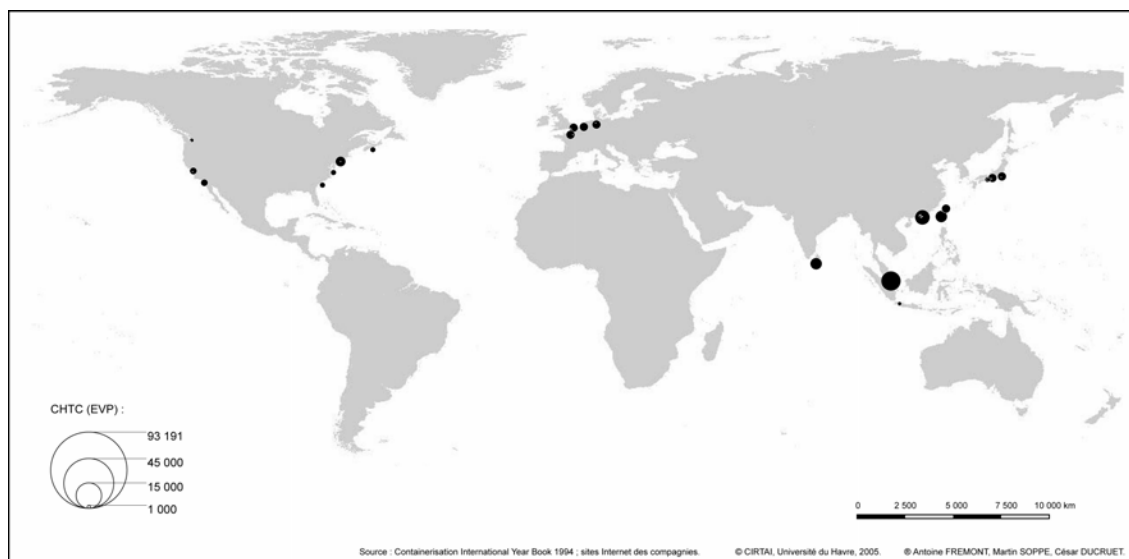 CHTC (EVP) :
93 191
45 000
15 000
1 000
0 2 500 5 000 7 500 10 000 km
Source : Containerisation International Year Book 1994 ; sites Internet des compagnies. © CIRTAI, Université du Havre, 2005. ® Antoine FREMONT, Martin SOPPE, César DUCRUET.